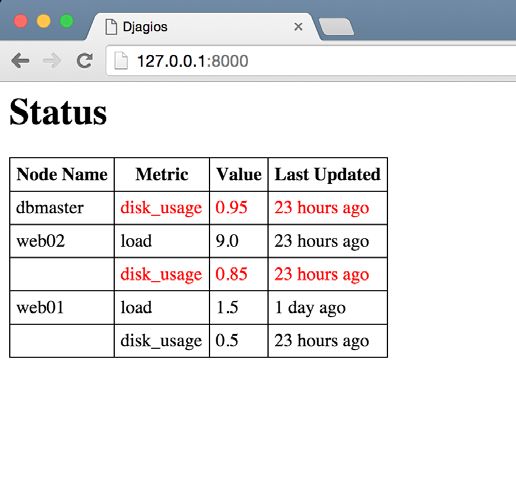 Djagios
127.0.0.1:8000
Status
Node Name Metric Value Last Updated
dbmaster disk_usage 0.95 23 hours ago
web02 load 9.0 23 hours ago
disk_usage 0.85 23 hours ago
web01 load 1.5 1 day ago
disk_usage 0.5 23 hours ago